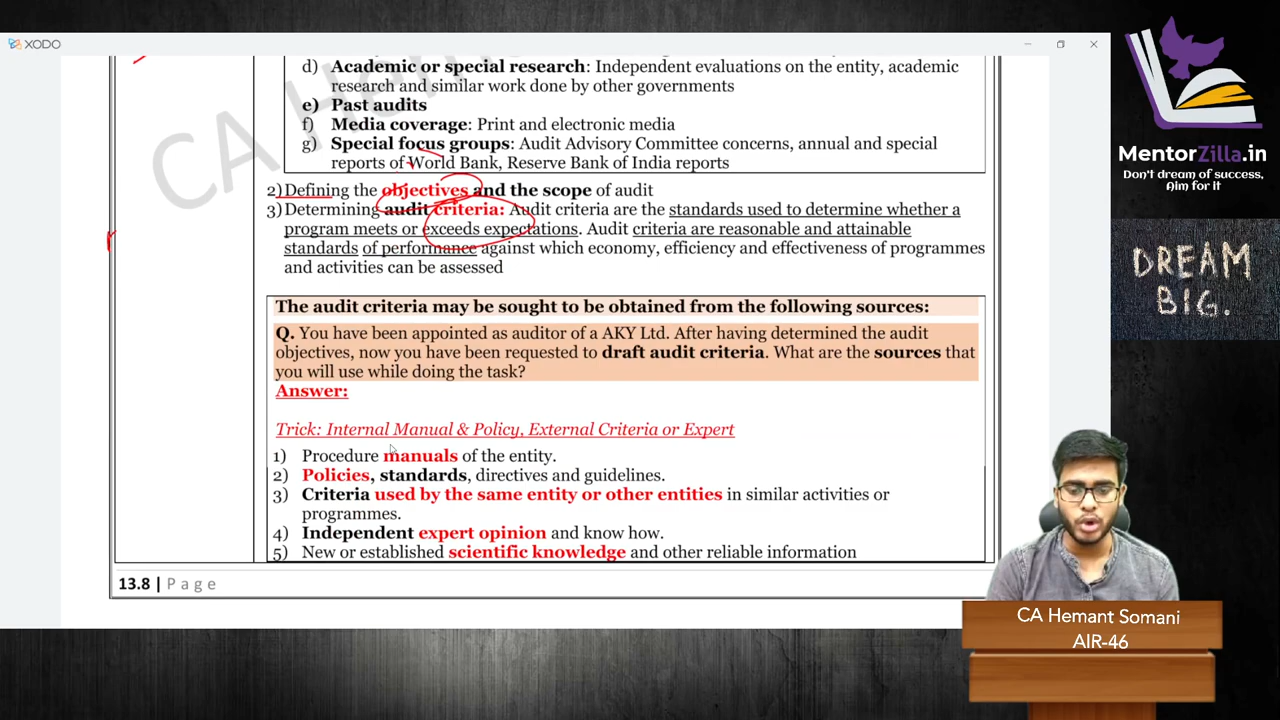 XODO
d) Academic or special research: Independent evaluations on the entity, academic
research and similar work done by other governments
e) Past audits
f) Media coverage: Print and electronic media
g) Special focus groups: Audit Advisory Committee concerns, annual and special
reports of World Bank, Reserve Bank of India reports
2) Defining the objectives and the scope of audit
3) Determining audit criteria: Audit criteria are the standards used to determine whether a
program meets or exceeds expectations. Audit criteria are reasonable and attainable
standards of performance against which economy, efficiency and effectiveness of programmes
and activities can be assessed
The audit criteria may be sought to be obtained from the following sources:
Q. You have been appointed as auditor of a AKY Ltd. After having determined the audit
objectives, now you have been requested to draft audit criteria. What are the sources that
you will use while doing the task?
Answer:
Trick: Internal Manual & Policy, External Criteria or Expert
1) Procedure manuals of the entity.
2) Policies, standards, directives and guidelines.
3) Criteria used by the same entity or other entities in similar activities or
programmes.
4) Independent expert opinion and know how.
5) New or established scientific knowledge and other reliable information
13.8 | Page
CA Hemant
MentorZilla.in
Don't dream of success,
Aim for it
DREAM
BIG.
CA Hemant Somani
AIR-46